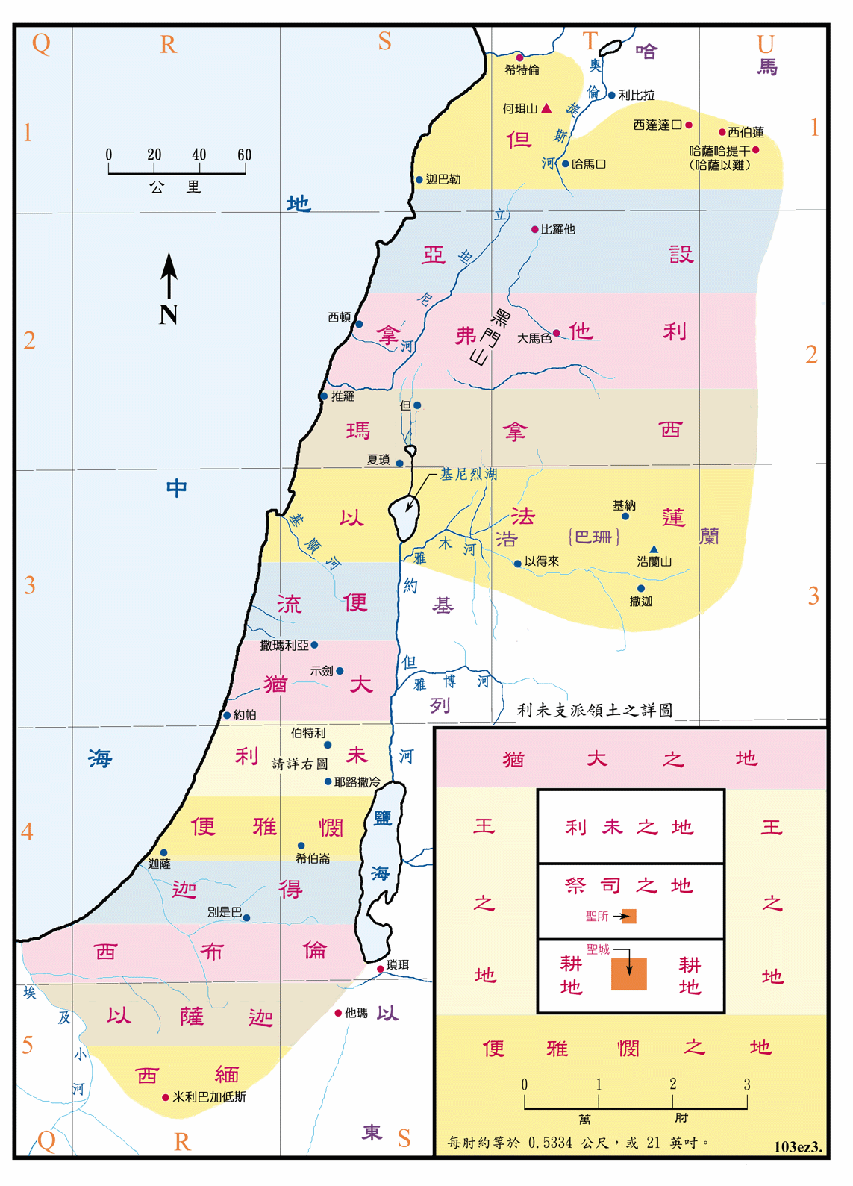 Q R S T U
哈
馬
希特倫
奧倫提斯河
利比拉
何珥山
西達達口
西伯蓮
1
但
1
哈薩哈提干
(哈薩以難)
哈馬口
0 20 40 60
公 里
迦巴勒
地
立坦尼河
比羅他
亞 設
N
西頓
拿 弗 他 利
黑門山
大馬色
2
2
推羅
但
瑪 拿 西
夏瑣
基尼烈湖
中
基納
以 法 蓮
浩 {巴珊} 蘭
基順河
雅木河
以得來
浩蘭山
3
約但河
撒迦
3
流 便
基
撒瑪利亞
示劍
猶 大
雅博河
列
約帕
利未支派領土之詳圖
伯特利
海
利 未
請詳右圖
耶路撒冷
猶 大 之 地
4
便 雅 憫
鹽海
迦薩
希伯崙
王之地
利 未 之 地
王之地
祭 司 之 地
聖所
迦 得
別是巴
聖城
耕地
耕地
西 布 倫
瑣珥
埃及小河
以 薩 迦
他瑪
以
5
便 雅 憫 之 地
西 緬
米利巴加低斯
0 1 2 3
萬 肘
東
Q R S
每肘約等於 0.5334 公尺，或 21 英吋。
103ez3.